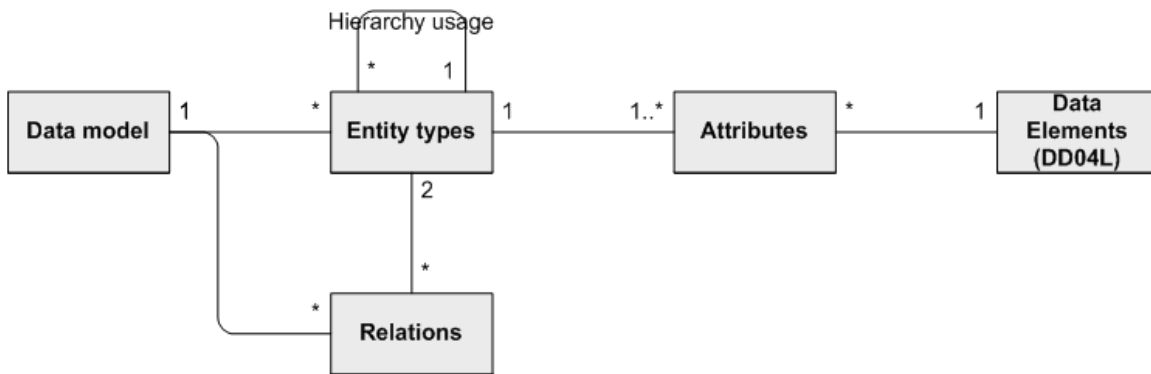 Hierarchy usage
* 1
Data model 1 * Entity types 1 1..* Attributes * 1 Data
Elements
(DD04L)
2
*
* Relations